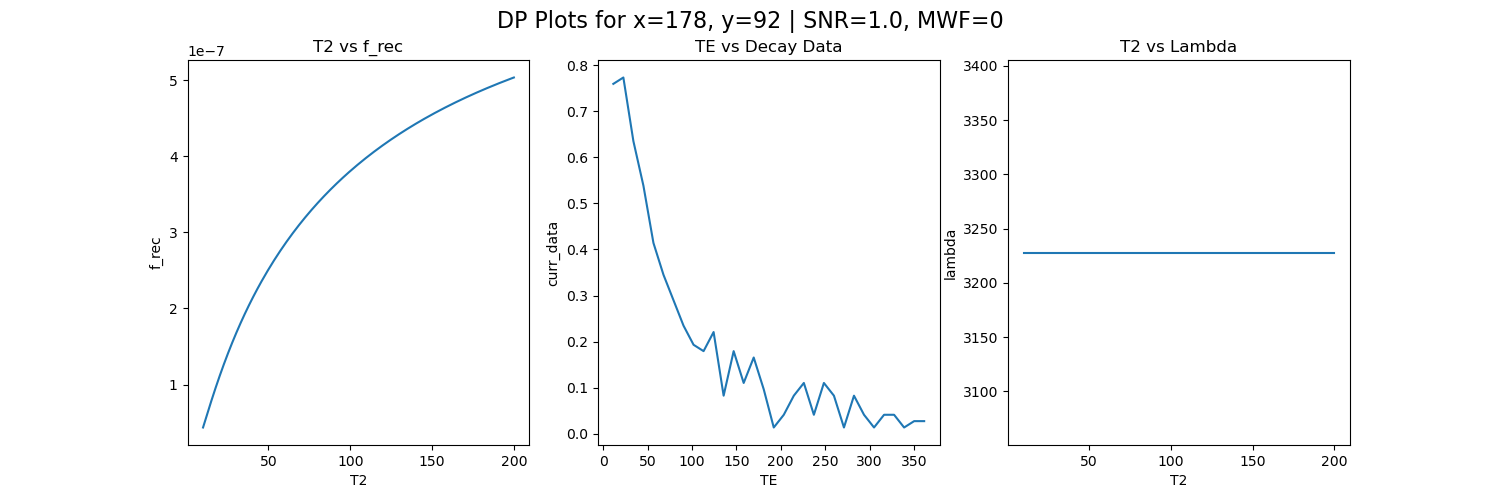 DP Plots for x=178, y=92 | SNR=1.0, MWF=0
T2 vs f_rec
1e−7
f_rec
5
4
3
2
1
50 100 150 200
T2
TE vs Decay Data
curr_data
0.8
0.7
0.6
0.5
0.4
0.3
0.2
0.1
0.0
0 50 100 150 200 250 300 350
TE
T2 vs Lambda
lambda
3400
3350
3300
3250
3200
3150
3100
50 100 150 200
T2